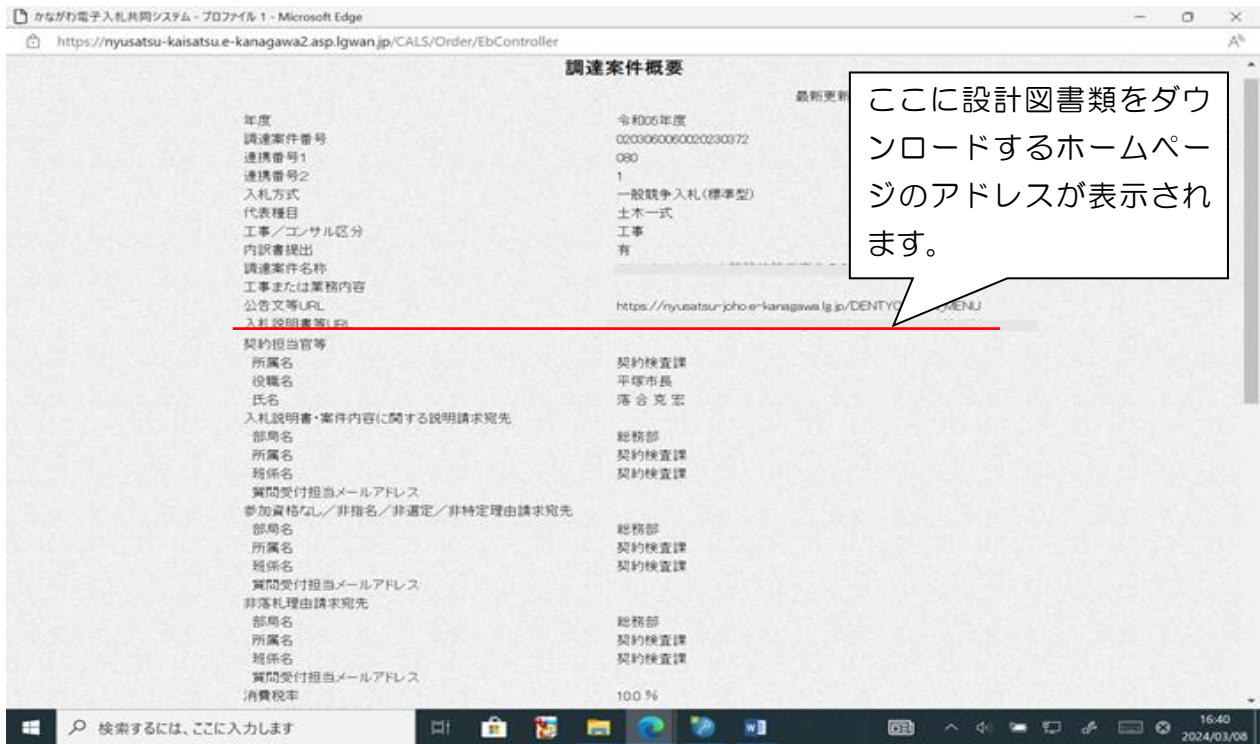 かながわ電子入札共同システム - プロファイル 1 - Microsoft Edge
https://nyusatsu-kaisatsu.e-kanagawa2.asp.lgwan.jp/CALS/Order/EbController
調達案件概要
最新更新
ここに設計図書類をダウ
ンロードするホームペー
ジのアドレスが表示され
ます。
年度 令和05年度
調達案件番号 0203060060020230372
連携番号1 080
連携番号2 1
入札方式 一般競争入札(標準型)
代表種目 土木一式
工事／コンサル区分 工事
内訳書提出 有
調達案件名称
工事または業務内容
公告文等URL https://nyusatsu-joho.e-kanagawa.lg.jp/DENTYO MENU
入札説明書等URL
契約担当官等
所属名 契約検査課
役職名 平塚市長
氏名 落合 克宏
入札説明書・案件内容に関する説明請求宛先
部局名 総務部
所属名 契約検査課
班係名 契約検査課
質問受付担当メールアドレス
参加資格なし／非指名／非選定／非特定理由請求宛先
部局名 総務部
所属名 契約検査課
班係名 契約検査課
質問受付担当メールアドレス
非落札理由請求宛先
部局名 総務部
所属名 契約検査課
班係名 契約検査課
質問受付担当メールアドレス
消費税率 10.0 %
検索するには、ここに入力します
16:40
2024/03/08